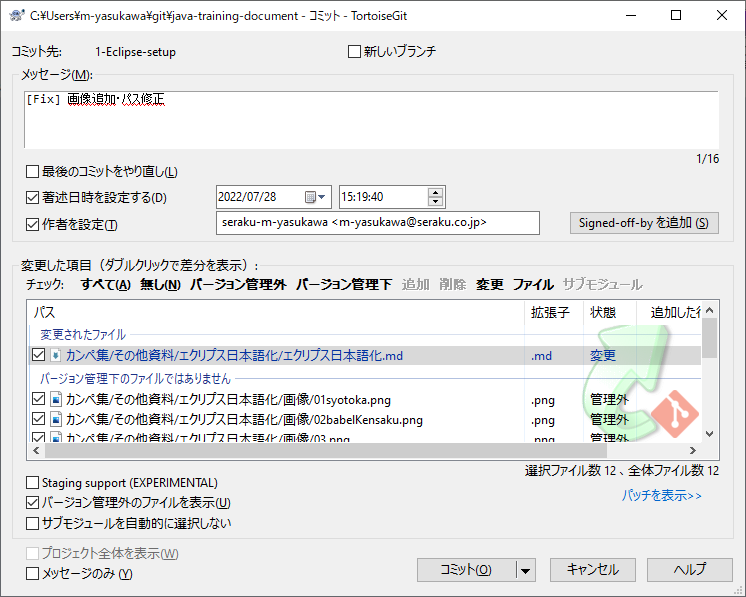 C:¥Users¥m-yasukawa¥git¥java-training-document - コミット - TortoiseGit
コミット先: 1-Eclipse-setup 新しいブランチ
メッセージ(M):
[Fix] 画像追加・パス修正
1/16
最後のコミットをやり直し(L)
著述日時を設定する(D) 2022/07/28 15:19:40
作者を設定(T) seraku-m-yasukawa <m-yasukawa@seraku.co.jp> Signed-off-by を追加 (S)
変更した項目（ダブルクリックで差分を表示）:
チェック: すべて(A) 無し(N) バージョン管理外 バージョン管理下 追加 削除 変更 ファイル サブモジュール
パス 拡張子 状態 追加した行
変更されたファイル
カンペ集/その他資料/エクリプス日本語化/エクリプス日本語化.md .md 変更
バージョン管理下のファイルではありません
カンペ集/その他資料/エクリプス日本語化/画像/01syotoka.png .png 管理外
カンペ集/その他資料/エクリプス日本語化/画像/02babelKensaku.png .png 管理外
カンペ集/その他資料/エクリプス日本語化/画像/03.png .png 管理外
選択ファイル数 12 、全体ファイル数 12
Staging support (EXPERIMENTAL)
バージョン管理外のファイルを表示(U) パッチを表示>>
サブモジュールを自動的に選択しない
プロジェクト全体を表示(W)
メッセージのみ (Y) コミット(O) キャンセル ヘルプ